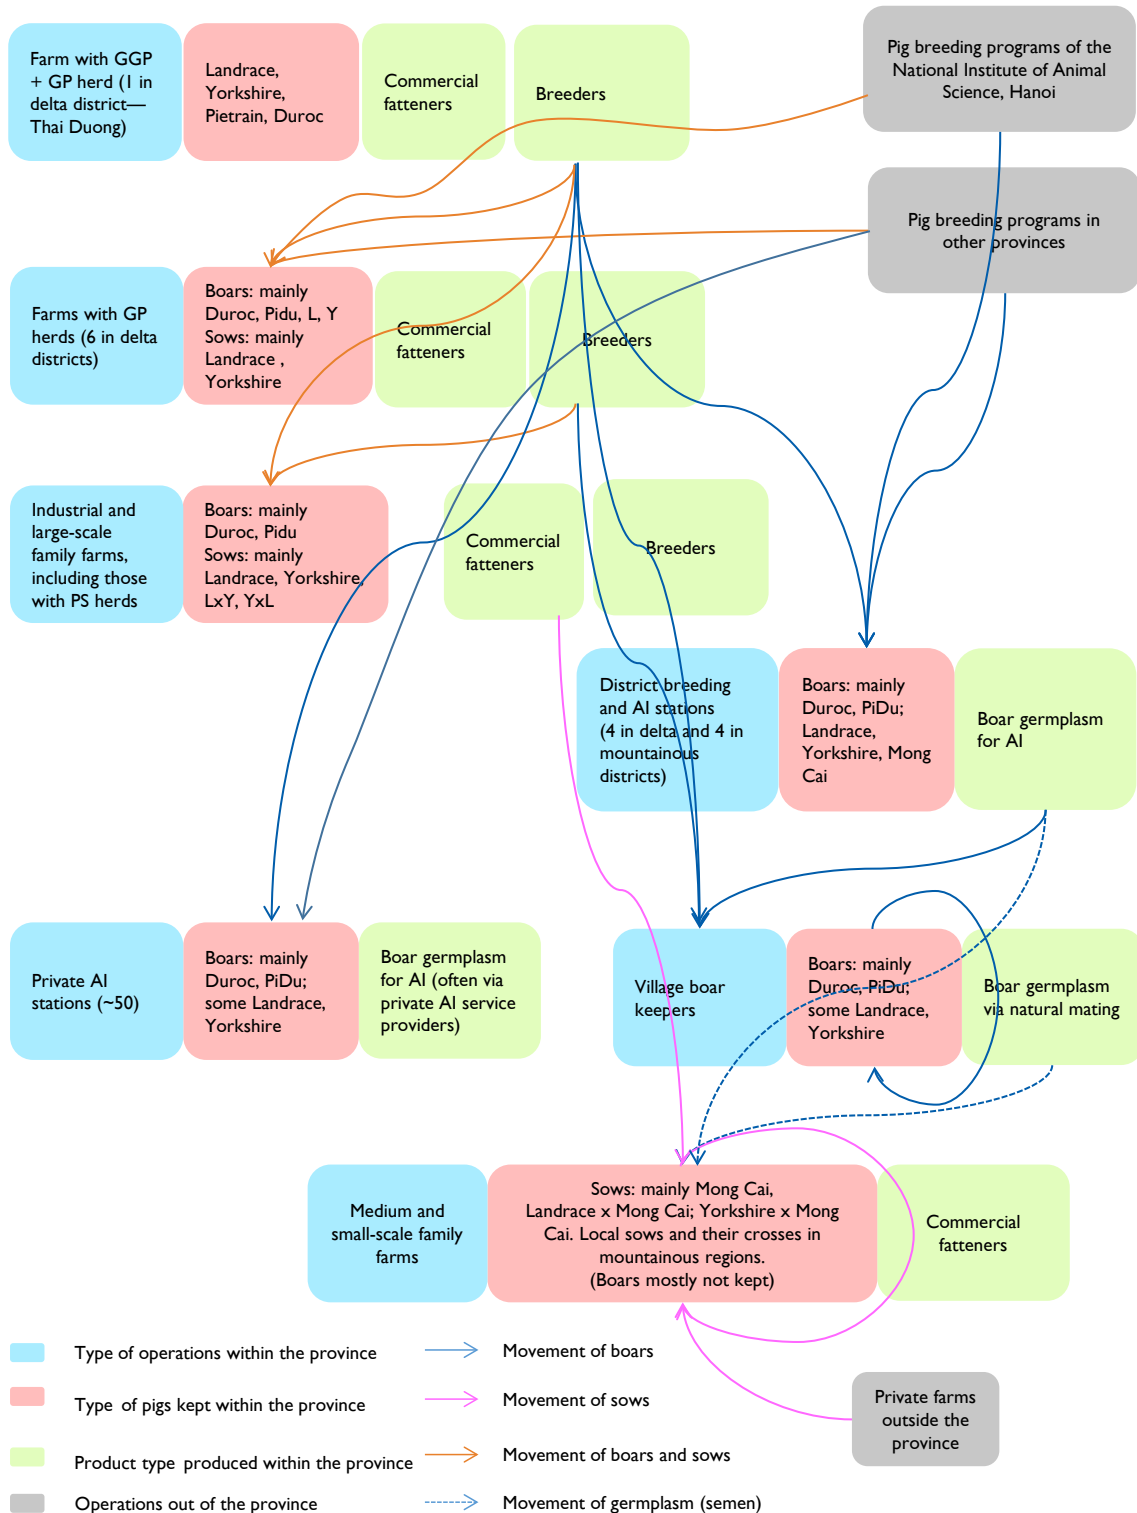 Farm with GGP
+ GP herd (1 in
delta district—
Thai Duong)
Landrace,
Yorkshire,
Pietrain, Duroc
Commercial
fatteners
Breeders
Pig breeding programs of the
National Institute of Animal
Science, Hanoi
Pig breeding programs in
other provinces
Farms with GP
herds (6 in delta
districts)
Boars: mainly
Duroc, Pidu, L, Y
Sows: mainly
Landrace ,
Yorkshire
Commercial
fatteners
Breeders
Industrial and
large-scale
family farms,
including those
with PS herds
Boars: mainly
Duroc, Pidu
Sows: mainly
Landrace, Yorkshire,
LxY, YxL
Commercial
fatteners
Breeders
District breeding
and AI stations
(4 in delta and 4 in
mountainous
districts)
Boars: mainly
Duroc, PiDu;
Landrace,
Yorkshire, Mong
Cai
Boar germplasm
for AI
Private AI
stations (~50)
Boars: mainly
Duroc, PiDu;
some Landrace,
Yorkshire
Boar germplasm
for AI (often via
private AI service
providers)
Village boar
keepers
Boars: mainly
Duroc, PiDu;
some Landrace,
Yorkshire
Boar germplasm
via natural mating
Medium and
small-scale family
farms
Sows: mainly Mong Cai,
Landrace x Mong Cai; Yorkshire x Mong
Cai. Local sows and their crosses in
mountainous regions.
(Boars mostly not kept)
Commercial
fatteners
Private farms
outside the
province
Type of operations within the province
Movement of boars
Type of pigs kept within the province
Movement of sows
Product type produced within the province
Movement of boars and sows
Operations out of the province
Movement of germplasm (semen)